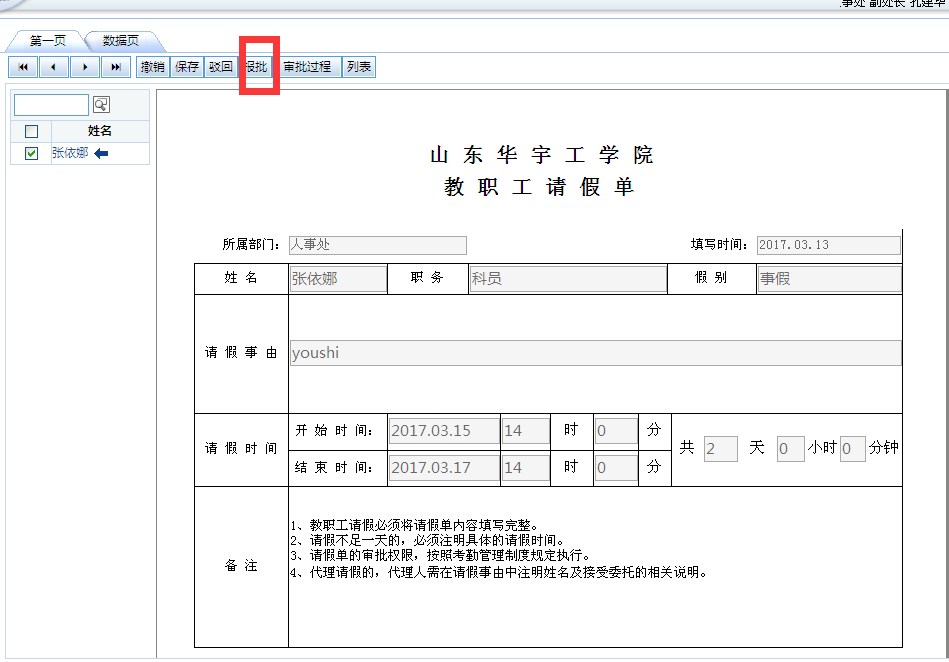 事处 副处长 孔建华
第一页 数据页
撤销 保存 驳回 报批 审批过程 列表
姓名
张依娜
山东华宇工学院
教职工请假单
所属部门： 人事处 填写时间： 2017.03.13
姓名 张依娜 职务 科员 假别 事假
请假事由 youshi
请假时间 开始时间： 2017.03.15 14 时 0 分 共 2 天 0 小时 0 分钟
结束时间： 2017.03.17 14 时 0 分
备注
1、教职工请假必须将请假单内容填写完整。
2、请假不足一天的，必须注明具体的请假时间。
3、请假单的审批权限，按照考勤管理制度规定执行。
4、代理请假的，代理人需在请假事由中注明姓名及接受委托的相关说明。